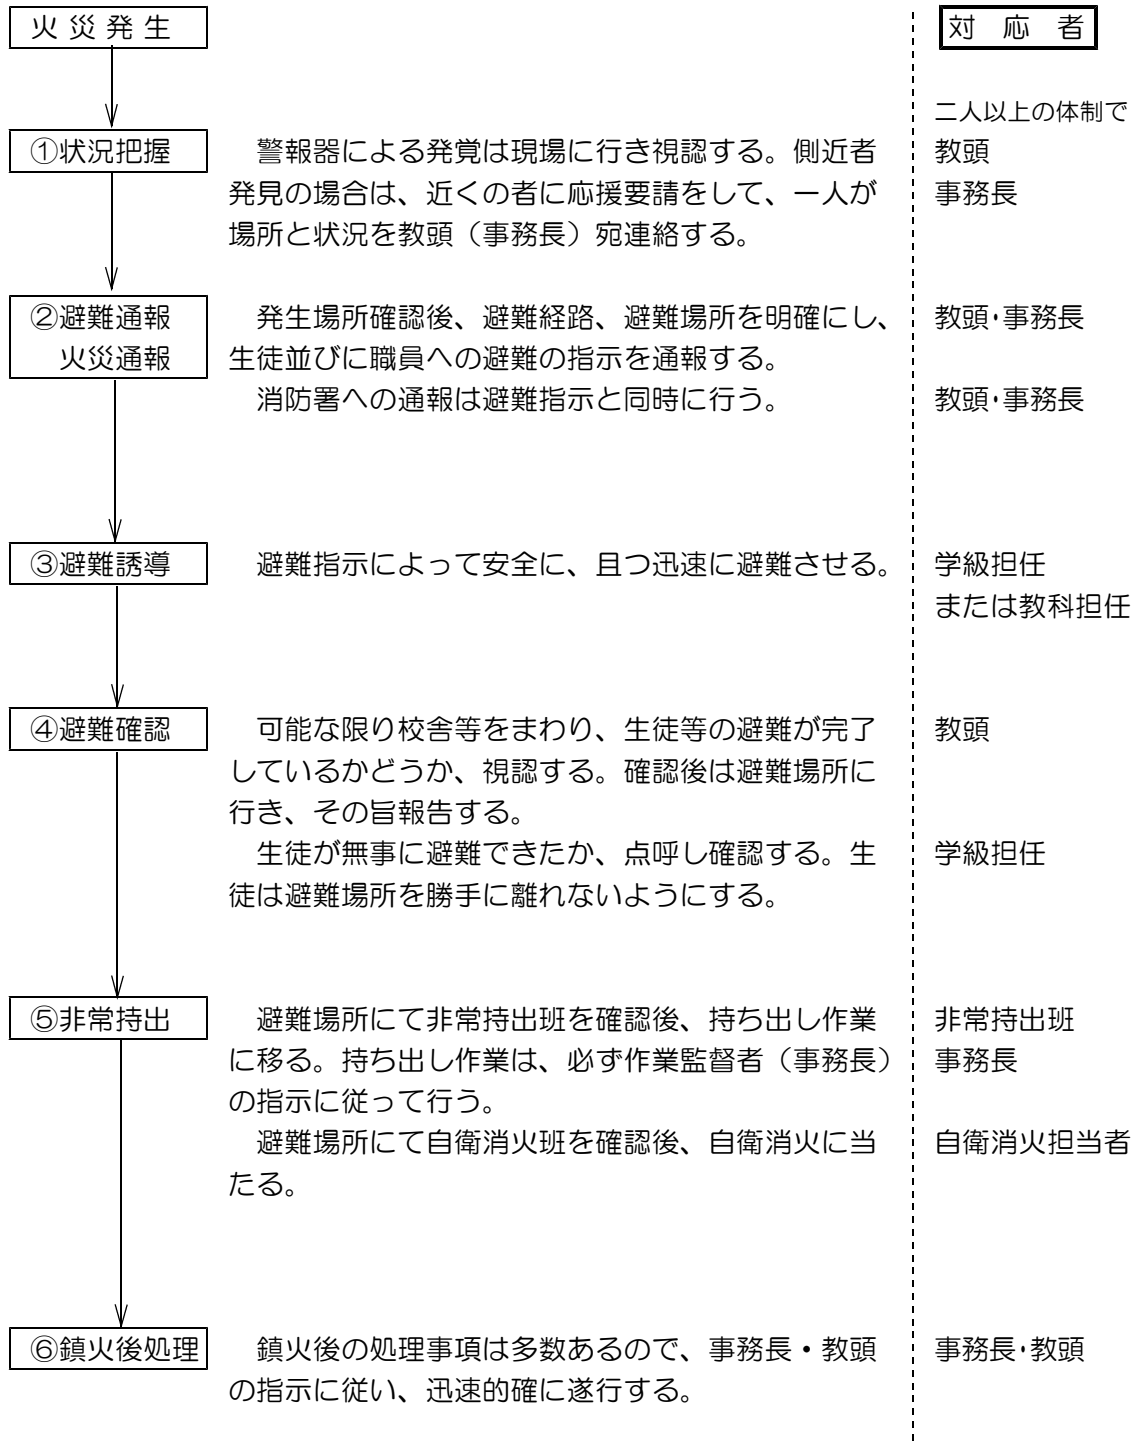 火 災 発 生
対 応 者
二人以上の体制で
①状況把握
警報器による発覚は現場に行き視認する。側近者
発見の場合は、近くの者に応援要請をして、一人が
場所と状況を教頭（事務長）宛連絡する。
教頭
事務長
②避難通報
火災通報
発生場所確認後、避難経路、避難場所を明確にし、
生徒並びに職員への避難の指示を通報する。
消防署への通報は避難指示と同時に行う。
教頭・事務長
教頭・事務長
③避難誘導
避難指示によって安全に、且つ迅速に避難させる。
学級担任
または教科担任
④避難確認
可能な限り校舎等をまわり、生徒等の避難が完了
しているかどうか、視認する。確認後は避難場所に
行き、その旨報告する。
生徒が無事に避難できたか、点呼し確認する。生
徒は避難場所を勝手に離れないようにする。
教頭
学級担任
⑤非常持出
避難場所にて非常持出班を確認後、持ち出し作業
に移る。持ち出し作業は、必ず作業監督者（事務長）
の指示に従って行う。
避難場所にて自衛消火班を確認後、自衛消火に当
たる。
非常持出班
事務長
自衛消火担当者
⑥鎮火後処理
鎮火後の処理事項は多数あるので、事務長・教頭
の指示に従い、迅速的確に遂行する。
事務長・教頭